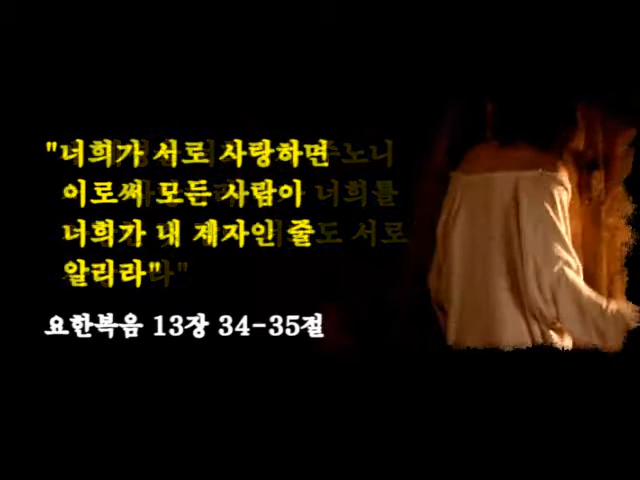 "너희가 서로 사랑하면
이로써 모든 사람이
너희가 내 제자인 줄
알리라"
요한복음 13장 34-35절